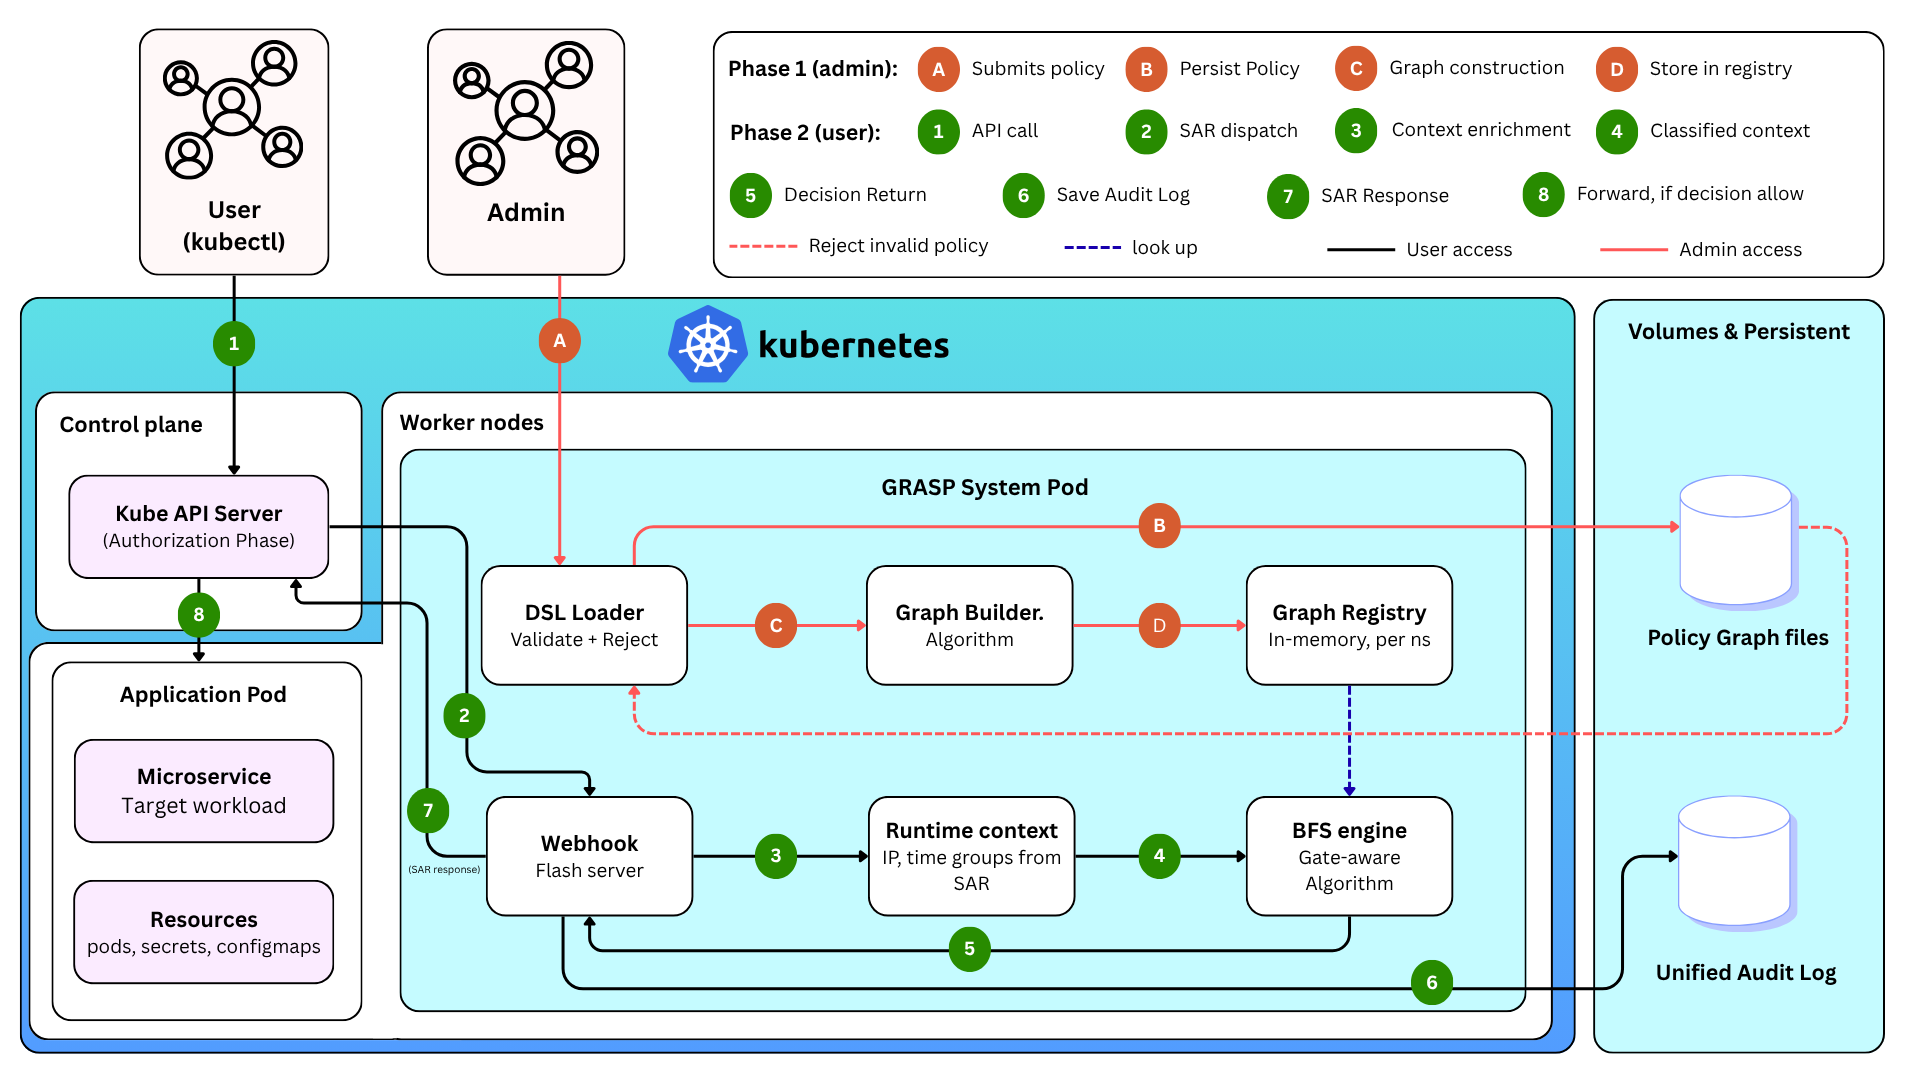 User
(kubectl)
Admin
Phase 1 (admin):
A Submits policy
B Persist Policy
C Graph construction
D Store in registry
Phase 2 (user):
1 API call
2 SAR dispatch
3 Context enrichment
4 Classified context
5 Decision Return
6 Save Audit Log
7 SAR Response
8 Forward, if decision allow
Reject invalid policy
look up
User access
Admin access
1
A
kubernetes
Volumes & Persistent
Control plane
Worker nodes
Kube API Server
(Authorization Phase)
GRASP System Pod
B
8
DSL Loader
Validate + Reject
C
Graph Builder.
Algorithm
D
Graph Registry
In-memory, per ns
Policy Graph files
Application Pod
2
Microservice
Target workload
7
(SAR response)
Webhook
Flash server
3
Runtime context
IP, time groups from
SAR
4
BFS engine
Gate-aware
Algorithm
Resources
pods, secrets, configmaps
5
6
Unified Audit Log